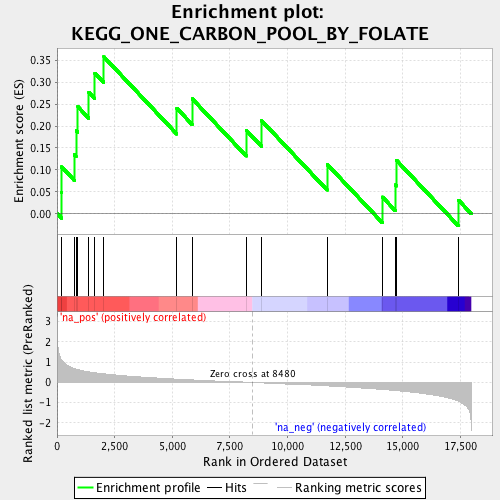 Enrichment plot:
KEGG_ONE_CARBON_POOL_BY_FOLATE
Enrichment score (ES)
0.35
0.30
0.25
0.20
0.15
0.10
0.05
0.00
'na_pos' (positively correlated)
Ranked list metric (PreRanked)
3
2
1
0
-1
-2
Zero cross at 8480
'na_neg' (negatively correlated)
0 2,500 5,000 7,500 10,000 12,500 15,000 17,500
Rank in Ordered Dataset
Enrichment profile Hits Ranking metric scores